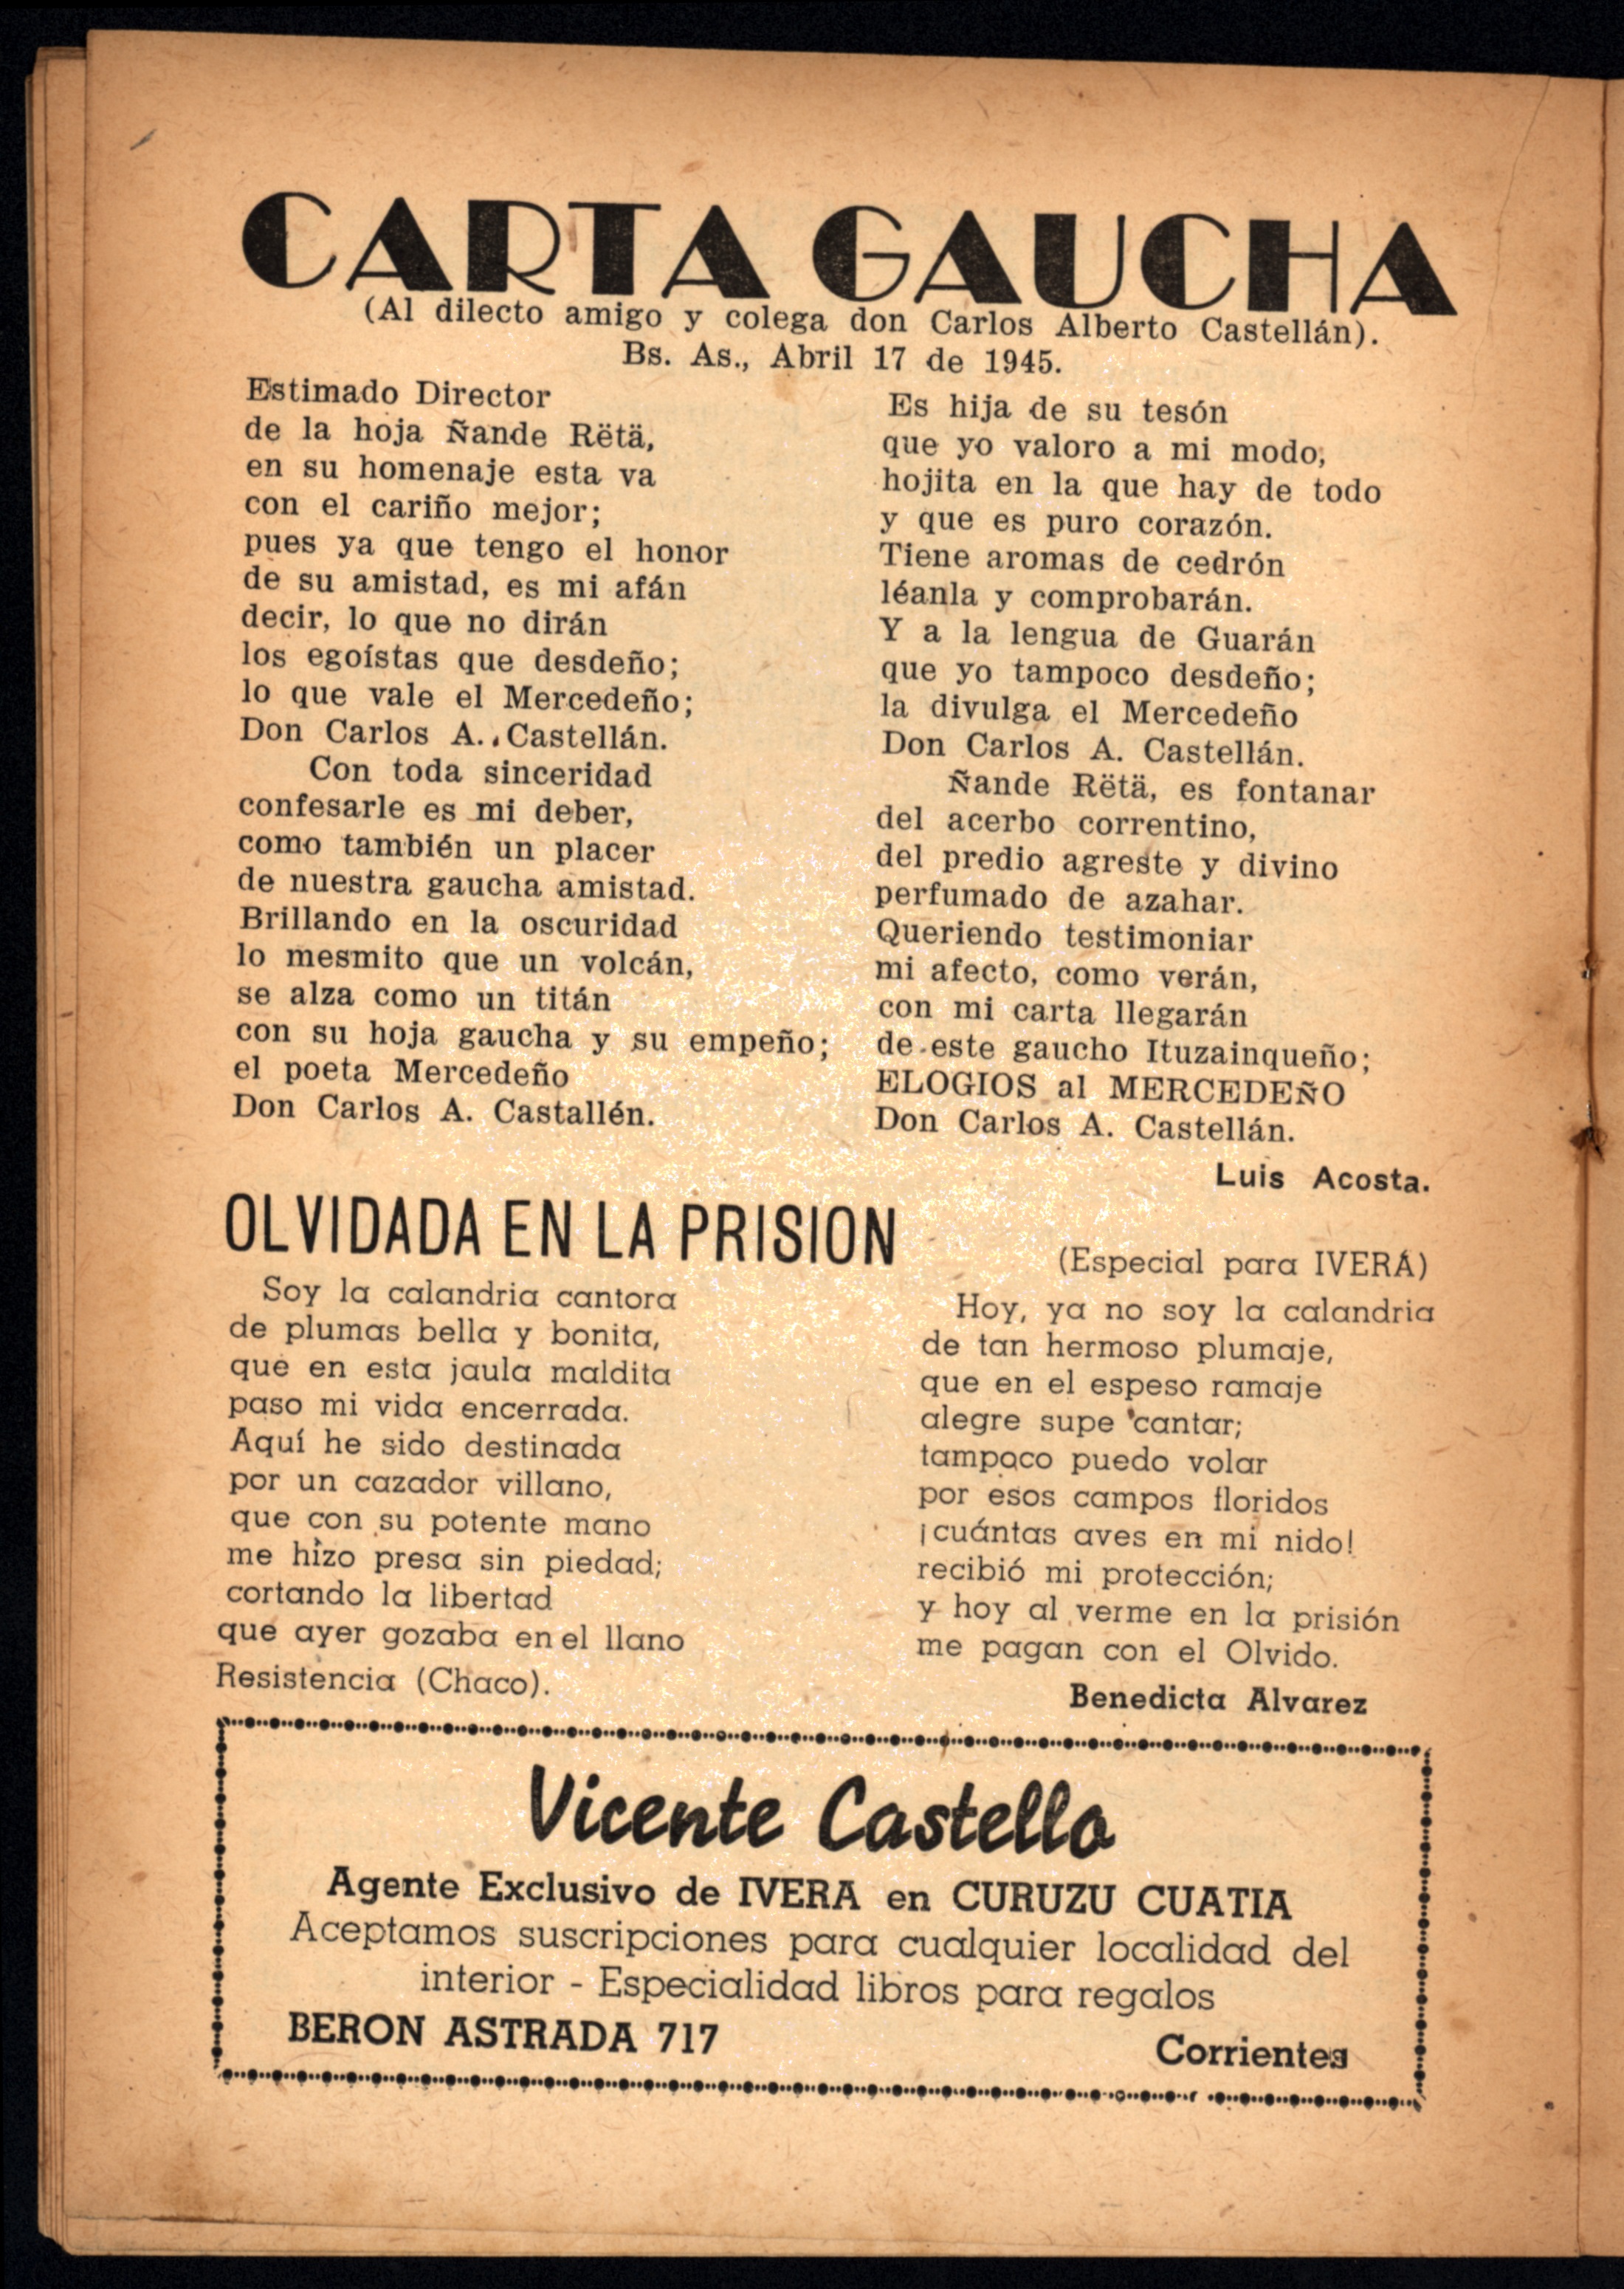 CARTA GAUCHA
(Al dilecto amigo y colega don Carlos Alberto Castellán).
Bs. As., Abril 17 de 1945.
Estimado Director
de la hoja Ñande Rëtä,
en su homenaje esta va
con el cariño mejor;
pues ya que tengo el honor
de su amistad, es mi afán
decir, lo que no dirán
los egoístas que desdeño;
lo que vale el Mercedeño;
Don Carlos A. Castellán.
Con toda sinceridad
confesarle es mi deber,
como también un placer
de nuestra gaucha amistad.
Brillando en la oscuridad
lo mesmito que un volcán,
se alza como un titán
con su hoja gaucha y su empeño;
el poeta Mercedeño
Don Carlos A. Castallén.
Es hija de su tesón
que yo valoro a mi modo,
hojita en la que hay de todo
y que es puro corazón.
Tiene aromas de cedrón
léanla y comprobarán.
Y a la lengua de Guarán
que yo tampoco desdeño;
la divulga el Mercedeño
Don Carlos A. Castellán.
Ñande Rëtä, es fontanar
del acerbo correntino,
del predio agreste y divino
perfumado de azahar.
Queriendo testimoniar
mi afecto, como verán,
con mi carta llegarán
de este gaucho Ituzainqueño;
ELOGIOS al MERCEDEÑO
Don Carlos A. Castellán.
Luis Acosta.
OLVIDADA EN LA PRISION
(Especial para IVERÁ)
Soy la calandria cantora
de plumas bella y bonita,
que en esta jaula maldita
paso mi vida encerrada.
Aquí he sido destinada
por un cazador villano,
que con su potente mano
me hizo presa sin piedad;
cortando la libertad
que ayer gozaba en el llano
Resistencia (Chaco).
Hoy, ya no soy la calandria
de tan hermoso plumaje,
que en el espeso ramaje
alegre supe cantar;
tampoco puedo volar
por esos campos floridos
¡cuántas aves en mi nido!
recibió mi protección;
y hoy al verme en la prisión
me pagan con el Olvido.
Benedicta Alvarez
Vicente Castello
Agente Exclusivo de IVERA en CURUZU CUATIA
Aceptamos suscripciones para cualquier localidad del
interior - Especialidad libros para regalos
BERON ASTRADA 717
Corrientes